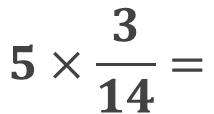 5 × 3/14 =